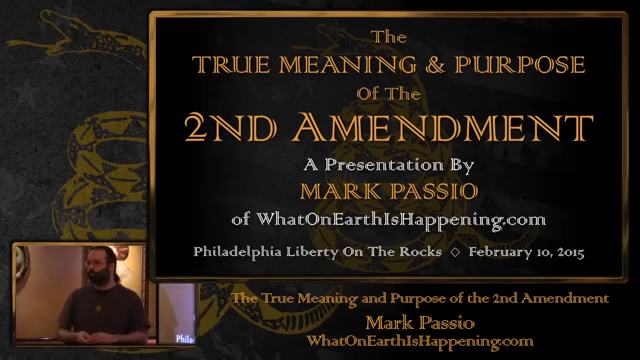 The
TRUE MEANING & PURPOSE
Of The
2ND AMENDMENT
A Presentation By
MARK PASSIO
of WhatOnEarthIsHappening.com
Philadelphia Liberty On The Rocks ◇ February 10, 2015
Phila
The True Meaning and Purpose of the 2nd Amendment
Mark Passio
WhatOnEarthIsHappening.com